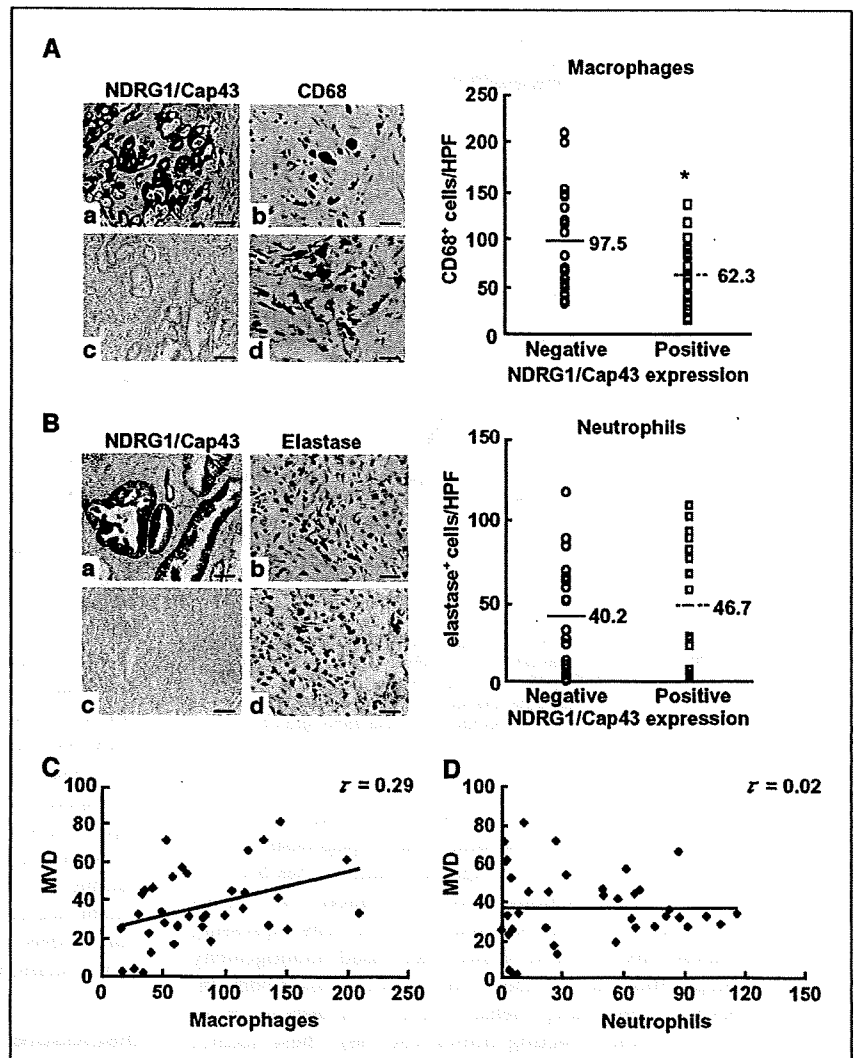 A
NDRG1/Cap43 CD68
a b
c d
Macrophages
CD68+ cells/HPF
250
200
150
100
50
0
*
97.5
62.3
Negative Positive
NDRG1/Cap43 expression
B
NDRG1/Cap43 Elastase
a b
c d
Neutrophils
elastase+ cells/HPF
150
100
50
0
40.2
46.7
Negative Positive
NDRG1/Cap43 expression
C
τ = 0.29
MVD
100
80
60
40
20
0
0 50 100 150 200 250
Macrophages
D
τ = 0.02
MVD
100
80
60
40
20
0
0 30 60 90 120 150
Neutrophils